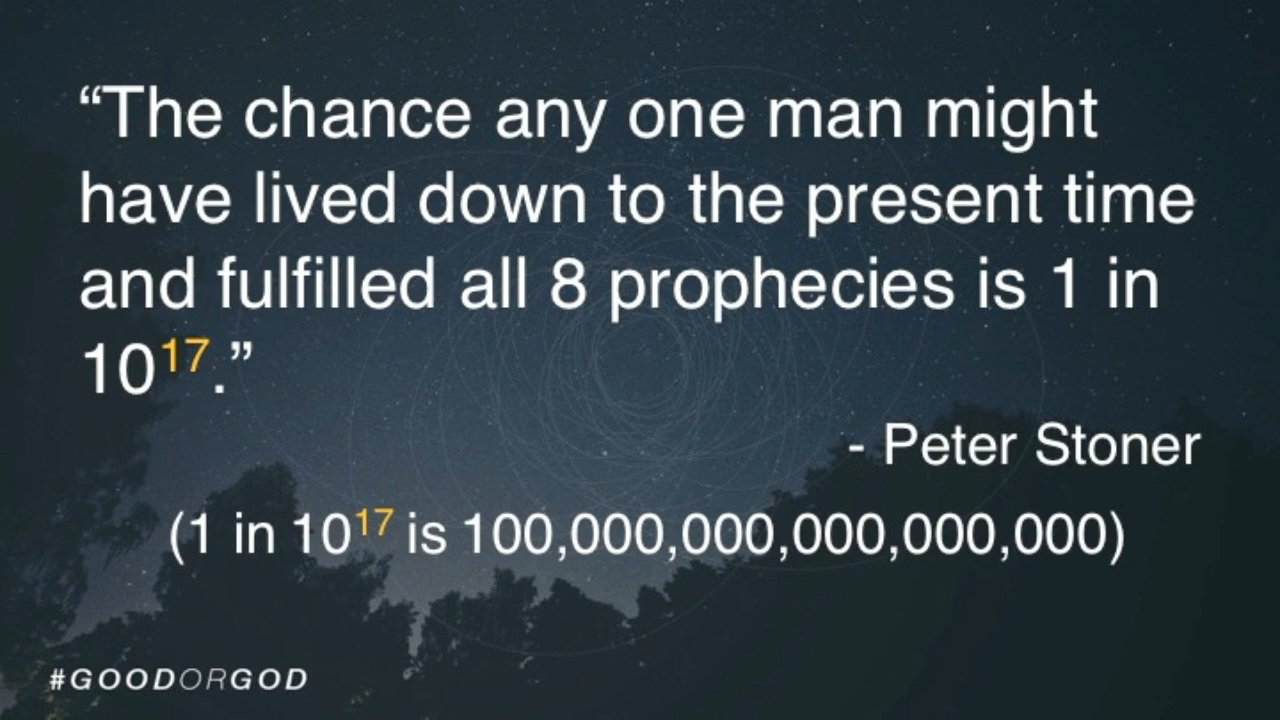 “The chance any one man might
have lived down to the present time
and fulfilled all 8 prophecies is 1 in
10¹⁷.”
- Peter Stoner
(1 in 10¹⁷ is 100,000,000,000,000,000)
#GOODORGOD